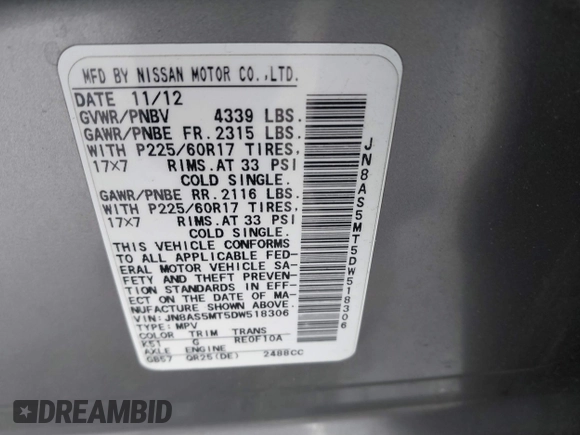 MFD BY NISSAN MOTOR CO.,LTD.
DATE 11/12
GVWR/PNBV 4339 LBS.
GAWR/PNBE FR. 2315 LBS.
WITH P225/60R17 TIRES,
17X7 RIMS.AT 33 PSI
COLD SINGLE.
GAWR/PNBE RR. 2116 LBS.
WITH P225/60R17 TIRES,
17X7 RIMS.AT 33 PSI
COLD SINGLE.
THIS VEHICLE CONFORMS
TO ALL APPLICABLE FED-
ERAL MOTOR VEHICLE SA-
FETY AND THEFT PREVEN-
TION STANDARDS IN EFF-
ECT ON THE DATE OF MA-
NUFACTURE SHOWN ABOVE.
VIN: JN8AS5MT5DW518306
TYPE: MPV
COLOR TRIM TRANS
K51 G RE0F10A
AXLE ENGINE
GB57 QR25(DE) 2488CC
JN8AS5MT5DW518306
DREAMBID